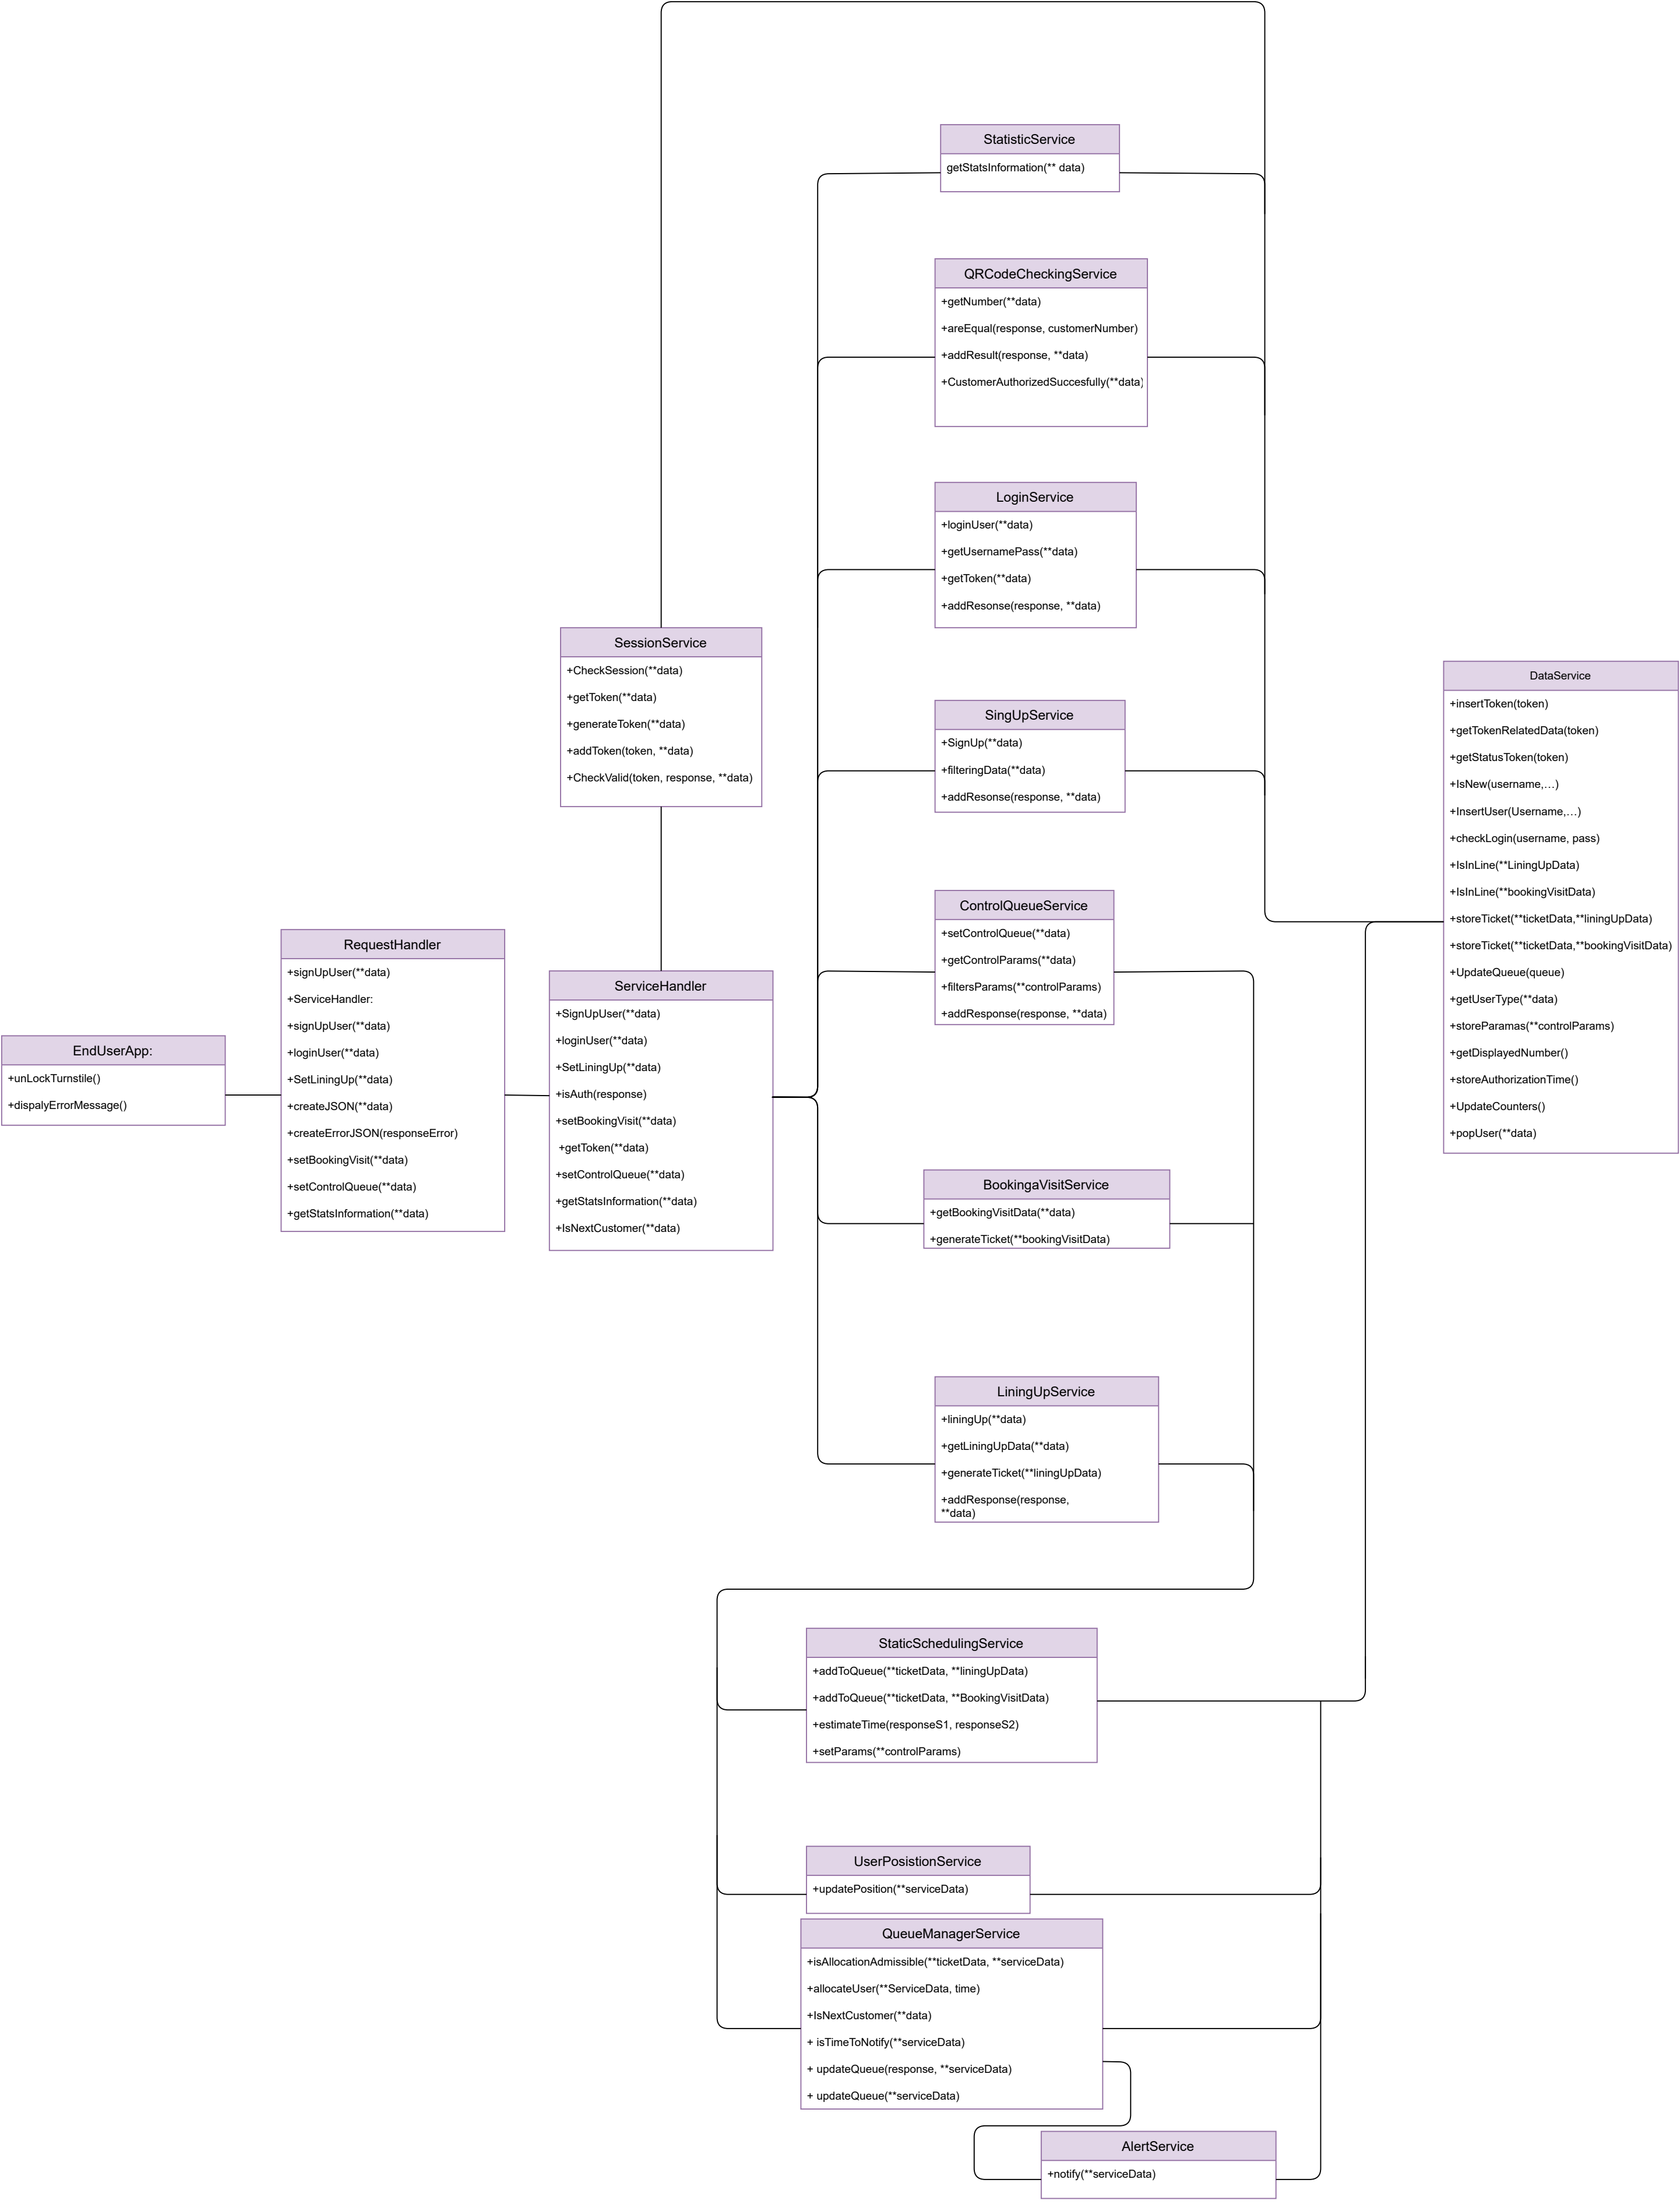 StatisticService
getStatsInformation(** data)
QRCodeCheckingService
+getNumber(**data)
+areEqual(response, customerNumber)
+addResult(response, **data)
+CustomerAuthorizedSuccesfully(**data)
LoginService
+loginUser(**data)
+getUsernamePass(**data)
+getToken(**data)
+addResonse(response, **data)
SessionService
+CheckSession(**data)
+getToken(**data)
+generateToken(**data)
+addToken(token, **data)
+CheckValid(token, response, **data)
SingUpService
+SignUp(**data)
+filteringData(**data)
+addResonse(response, **data)
DataService
+insertToken(token)
+getTokenRelatedData(token)
+getStatusToken(token)
+IsNew(username,…)
+InsertUser(Username,…)
+checkLogin(username, pass)
+IsInLine(**LiningUpData)
+IsInLine(**bookingVisitData)
+storeTicket(**ticketData,**liningUpData)
+storeTicket(**ticketData,**bookingVisitData)
+UpdateQueue(queue)
+getUserType(**data)
+storeParamas(**controlParams)
+getDisplayedNumber()
+storeAuthorizationTime()
+UpdateCounters()
+popUser(**data)
ControlQueueService
+setControlQueue(**data)
+getControlParams(**data)
+filtersParams(**controlParams)
+addResponse(response, **data)
EndUserApp:
+unLockTurnstile()
+dispalyErrorMessage()
RequestHandler
+signUpUser(**data)
+ServiceHandler:
+signUpUser(**data)
+loginUser(**data)
+SetLiningUp(**data)
+createJSON(**data)
+createErrorJSON(responseError)
+setBookingVisit(**data)
+setControlQueue(**data)
+getStatsInformation(**data)
ServiceHandler
+SignUpUser(**data)
+loginUser(**data)
+SetLiningUp(**data)
+isAuth(response)
+setBookingVisit(**data)
+getToken(**data)
+setControlQueue(**data)
+getStatsInformation(**data)
+IsNextCustomer(**data)
BookingaVisitService
+getBookingVisitData(**data)
+generateTicket(**bookingVisitData)
LiningUpService
+liningUp(**data)
+getLiningUpData(**data)
+generateTicket(**liningUpData)
+addResponse(response,
**data)
StaticSchedulingService
+addToQueue(**ticketData, **liningUpData)
+addToQueue(**ticketData, **BookingVisitData)
+estimateTime(responseS1, responseS2)
+setParams(**controlParams)
UserPosistionService
+updatePosition(**serviceData)
QueueManagerService
+isAllocationAdmissible(**ticketData, **serviceData)
+allocateUser(**ServiceData, time)
+IsNextCustomer(**data)
+ isTimeToNotify(**serviceData)
+ updateQueue(response, **serviceData)
+ updateQueue(**serviceData)
AlertService
+notify(**serviceData)